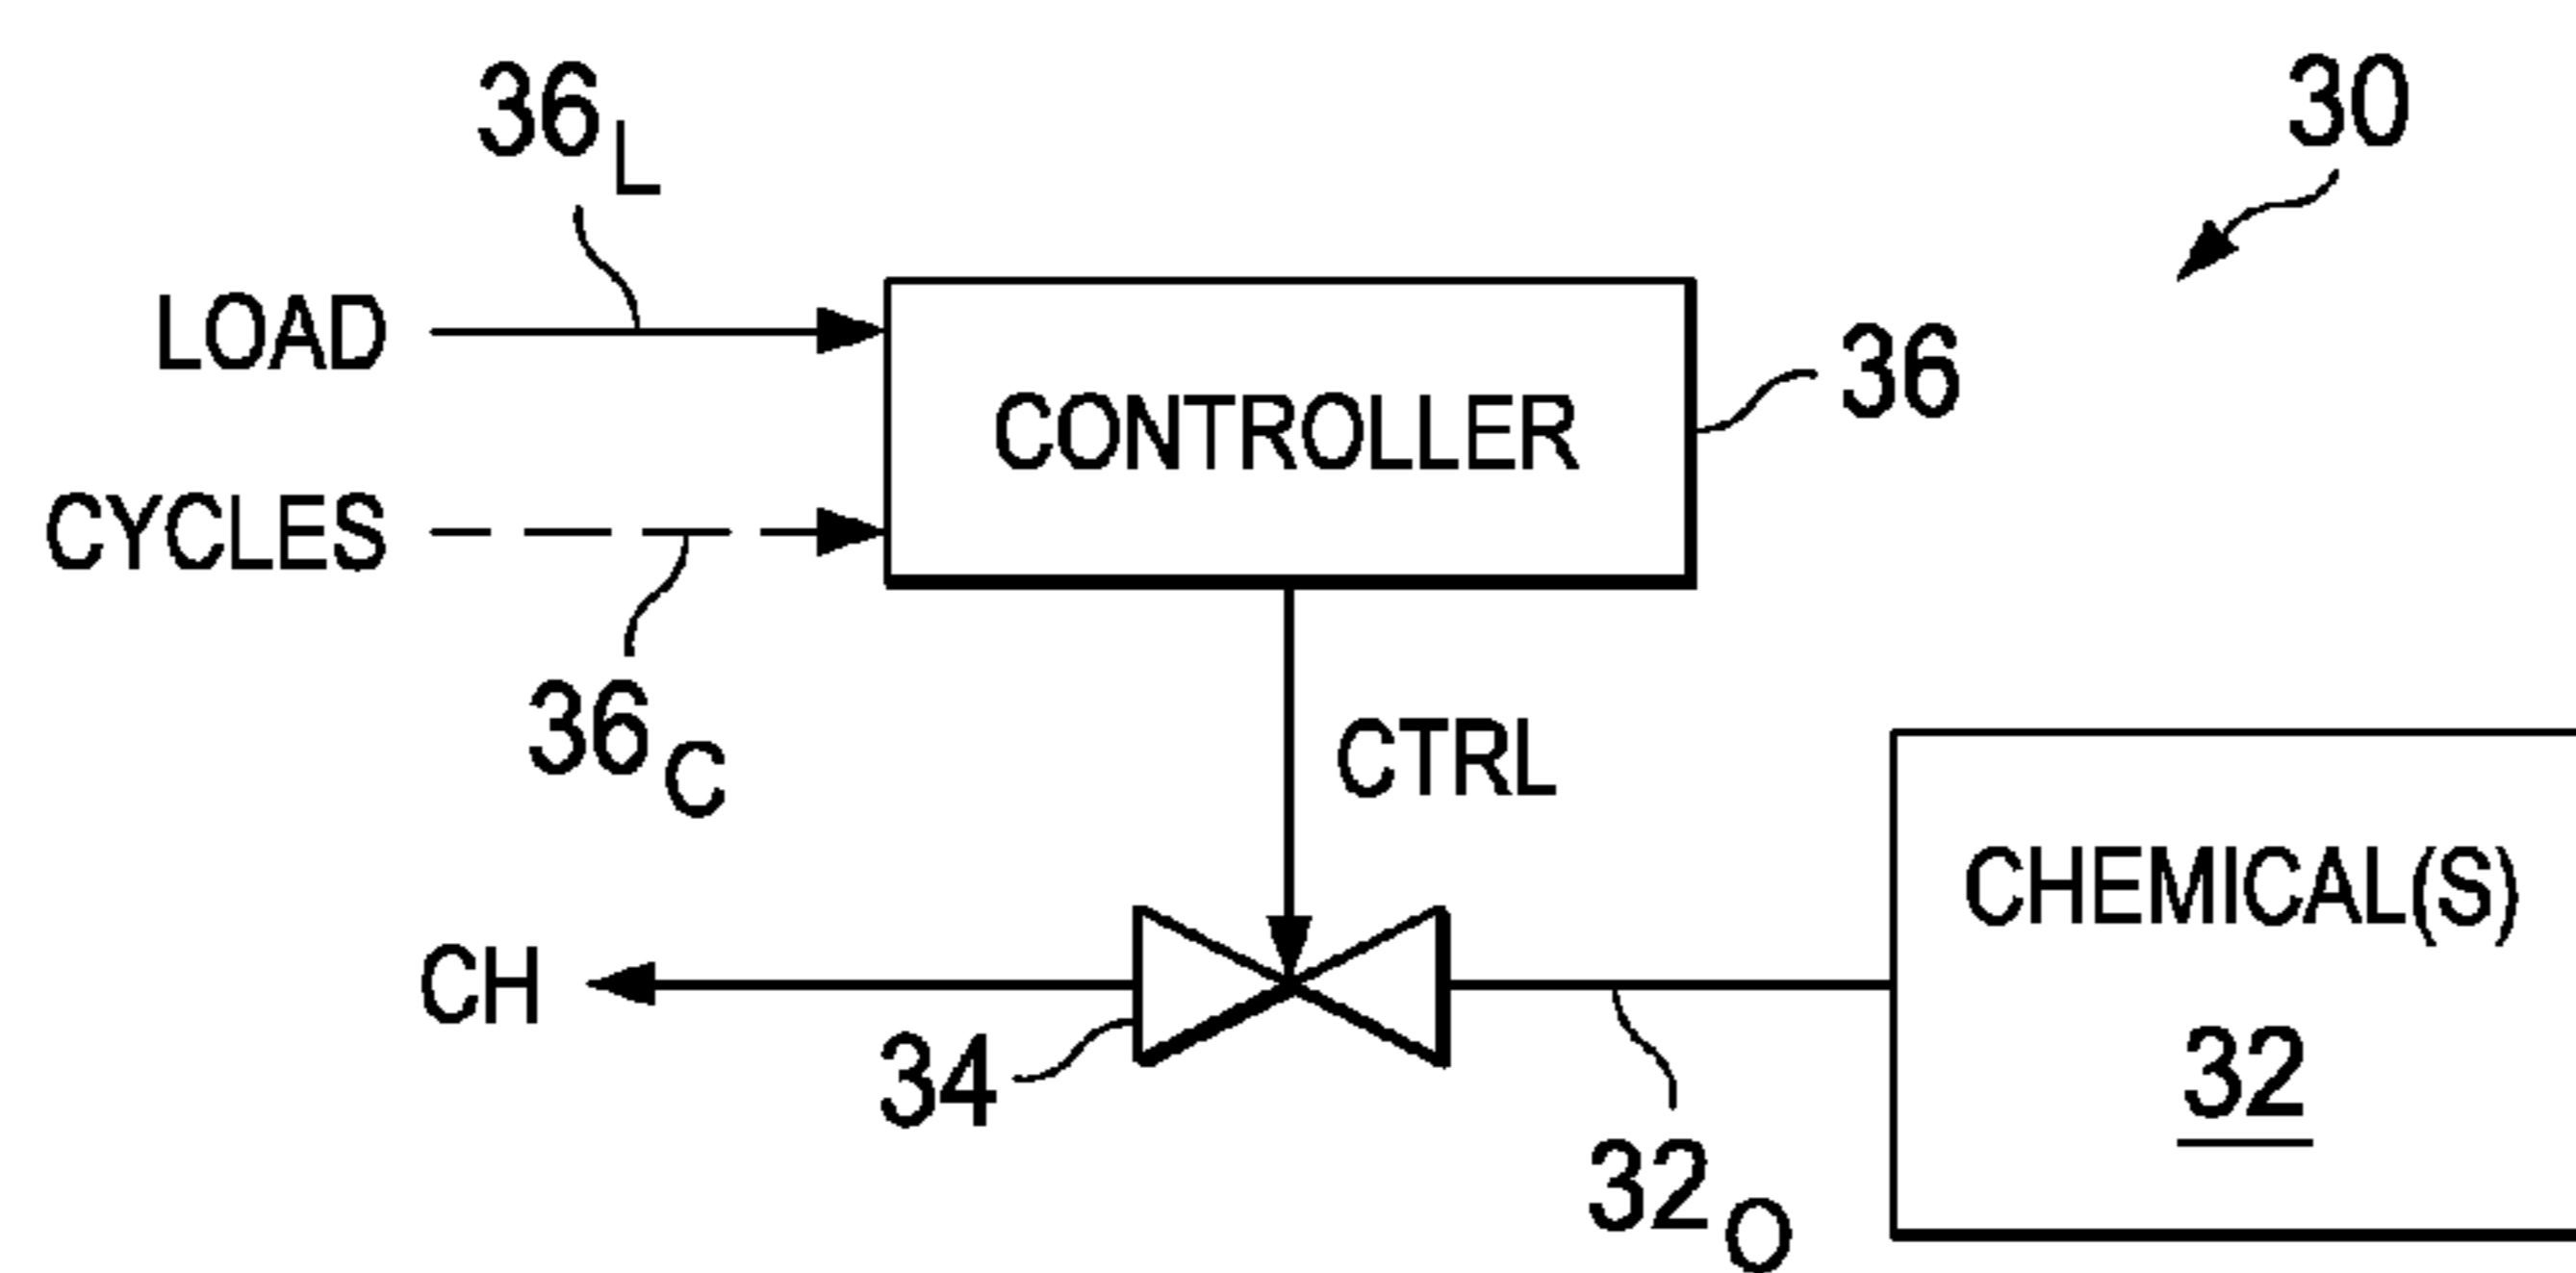 36L
30
LOAD
36
CONTROLLER
CYCLES
36C
CTRL
CHEMICAL(S)
CH
34
32
32O